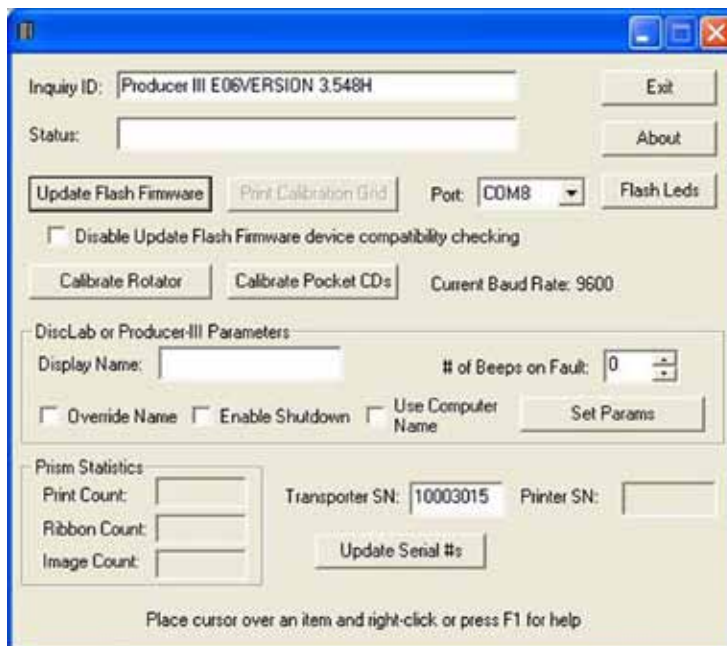 Inquiry ID: Producer III E06VERSION 3.548H Exit
Status: About
Update Flash Firmware Print Calibration Grid Port: COM8 Flash Leds
Disable Update Flash Firmware device compatibility checking
Calibrate Rotator Calibrate Pocket CDs Current Baud Rate: 9600
DiscLab or Producer-III Parameters
Display Name: # of Beeps on Fault: 0
Override Name Enable Shutdown Use Computer Name Set Params
Prism Statistics
Print Count: Transporter SN: 10003015 Printer SN:
Ribbon Count:
Image Count: Update Serial #s
Place cursor over an item and right-click or press F1 for help